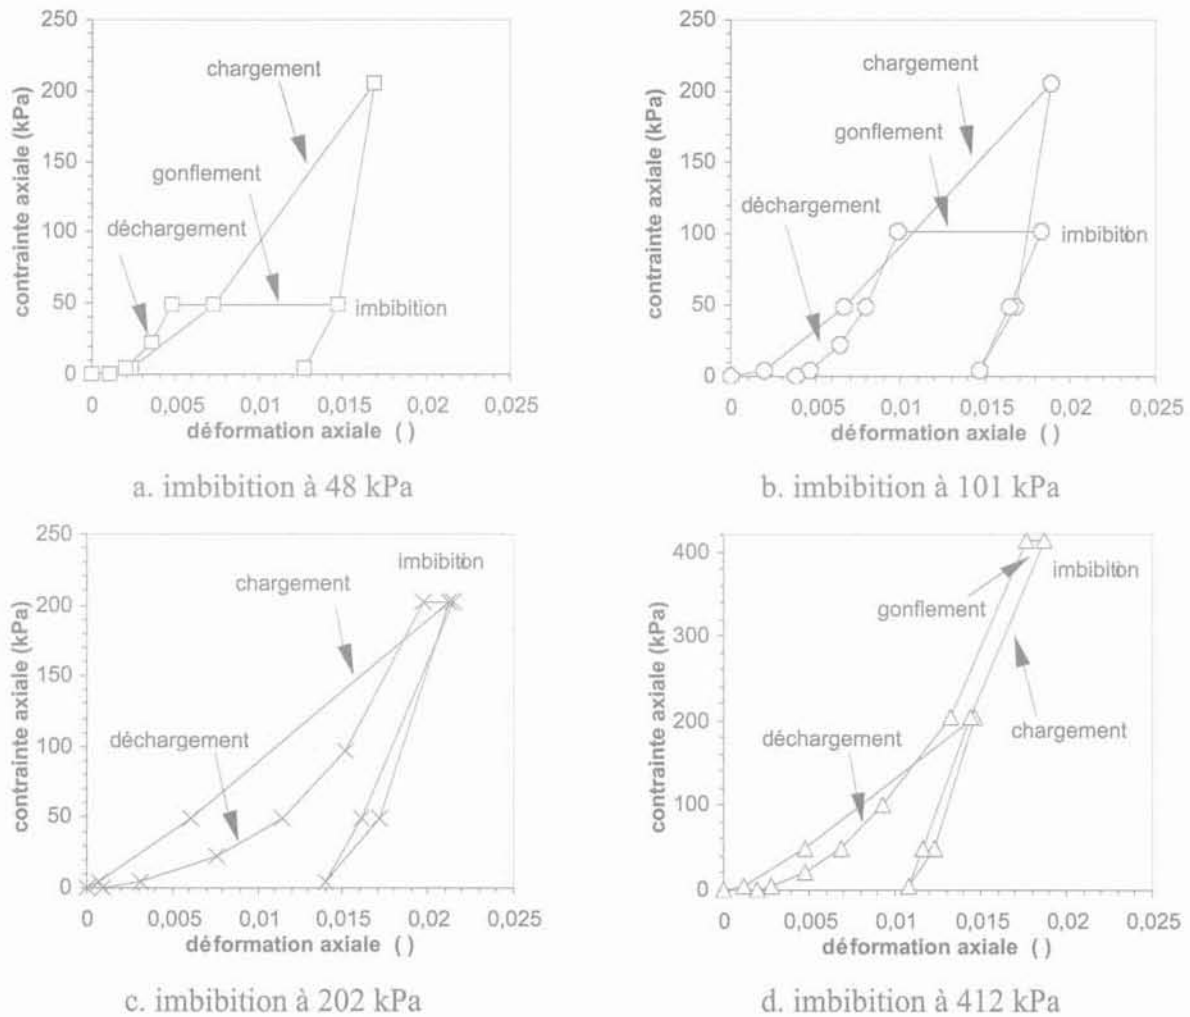 250
200
150
100
50
0
contrainte axiale (kPa)
chargement
gonflement
déchargement
imbibition
0 0,005 0,01 0,015 0,02 0,025
déformation axiale ( )
a. imbibition à 48 kPa
250
200
150
100
50
0
contrainte axiale (kPa)
chargement
gonflement
déchargement
imbibition
0 0,005 0,01 0,015 0,02 0,025
déformation axiale ( )
b. imbibition à 101 kPa
250
200
150
100
50
0
contrainte axiale (kPa)
imbibition
chargement
déchargement
0 0,005 0,01 0,015 0,02 0,025
déformation axiale ( )
c. imbibition à 202 kPa
400
300
200
100
0
contrainte axiale (kPa)
imbibition
gonflement
chargement
déchargement
0 0,005 0,01 0,015 0,02 0,025
déformation axiale ( )
d. imbibition à 412 kPa